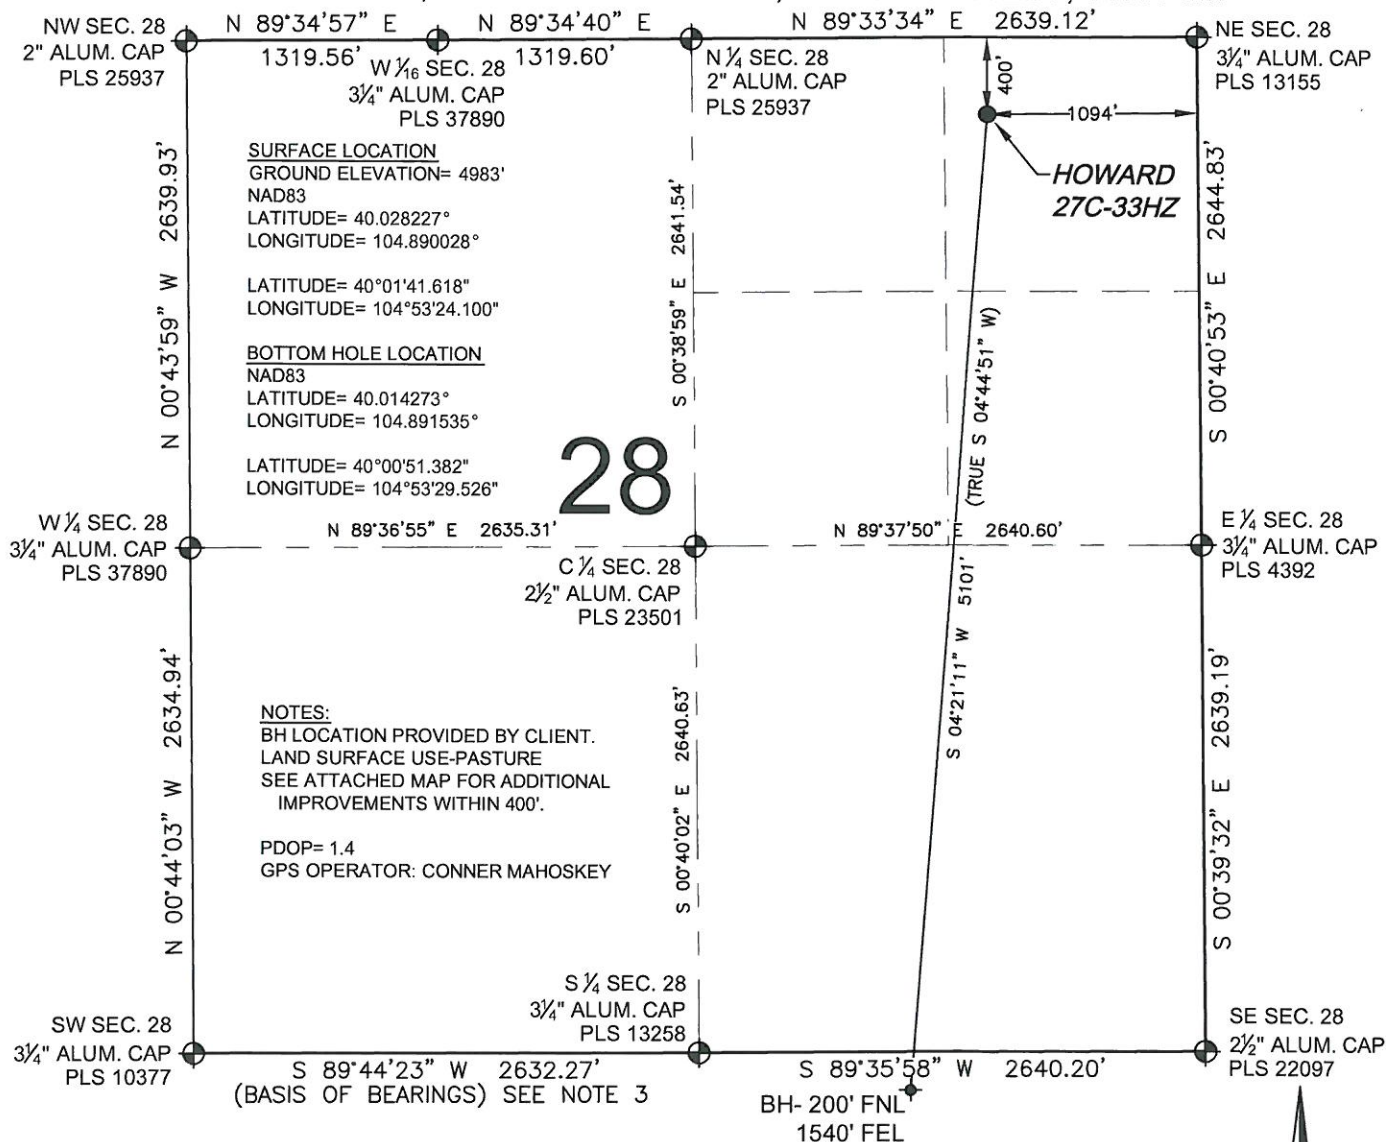 N 89°34'57" E
N 89°34'40" E
N 89°33'34" E 2639.12'
NW SEC. 28
2" ALUM. CAP
PLS 25937
1319.56'
W 1/16 SEC. 28
3¼" ALUM. CAP
PLS 37890
1319.60'
N ¼ SEC. 28
2" ALUM. CAP
PLS 25937
400'
1094'
NE SEC. 28
3¼" ALUM. CAP
PLS 13155
HOWARD
27C-33HZ
SURFACE LOCATION
GROUND ELEVATION= 4983'
NAD83
LATITUDE= 40.028227°
LONGITUDE= 104.890028°
LATITUDE= 40°01'41.618"
LONGITUDE= 104°53'24.100"
BOTTOM HOLE LOCATION
NAD83
LATITUDE= 40.014273°
LONGITUDE= 104.891535°
LATITUDE= 40°00'51.382"
LONGITUDE= 104°53'29.526"
N 00°43'59" W 2639.93'
S 00°38'59" E 2641.54'
(TRUE S 04°44'51" W)
S 00°40'53" E 2644.83'
28
W ¼ SEC. 28
3¼" ALUM. CAP
PLS 37890
N 89°36'55" E 2635.31'
C ¼ SEC. 28
2½" ALUM. CAP
PLS 23501
N 89°37'50" E 2640.60'
E ¼ SEC. 28
3¼" ALUM. CAP
PLS 4392
S 04°21'11" W 5101'
N 00°44'03" W 2634.94'
NOTES:
BH LOCATION PROVIDED BY CLIENT.
LAND SURFACE USE-PASTURE
SEE ATTACHED MAP FOR ADDITIONAL
IMPROVEMENTS WITHIN 400'.
PDOP= 1.4
GPS OPERATOR: CONNER MAHOSKEY
S 00°40'02" E 2640.63'
S 00°39'32" E 2639.19'
SW SEC. 28
3¼" ALUM. CAP
PLS 10377
S ¼ SEC. 28
3¼" ALUM. CAP
PLS 13258
SE SEC. 28
2½" ALUM. CAP
PLS 22097
S 89°44'23" W 2632.27'
(BASIS OF BEARINGS) SEE NOTE 3
S 89°35'58" W 2640.20'
BH- 200' FNL
1540' FEL